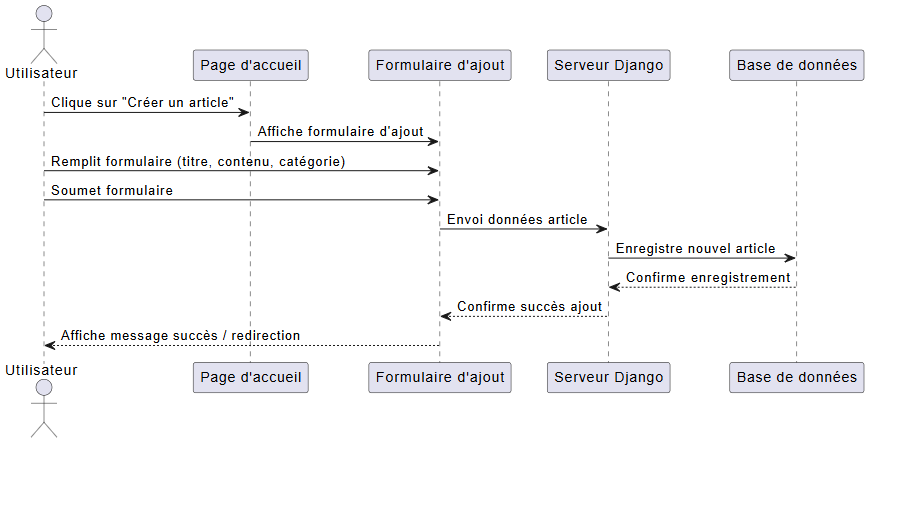 Utilisateur
Page d'accueil
Formulaire d'ajout
Serveur Django
Base de données
Clique sur "Créer un article"
Affiche formulaire d'ajout
Remplit formulaire (titre, contenu, catégorie)
Soumet formulaire
Envoi données article
Enregistre nouvel article
Confirme enregistrement
Confirme succès ajout
Affiche message succès / redirection
Utilisateur
Page d'accueil
Formulaire d'ajout
Serveur Django
Base de données